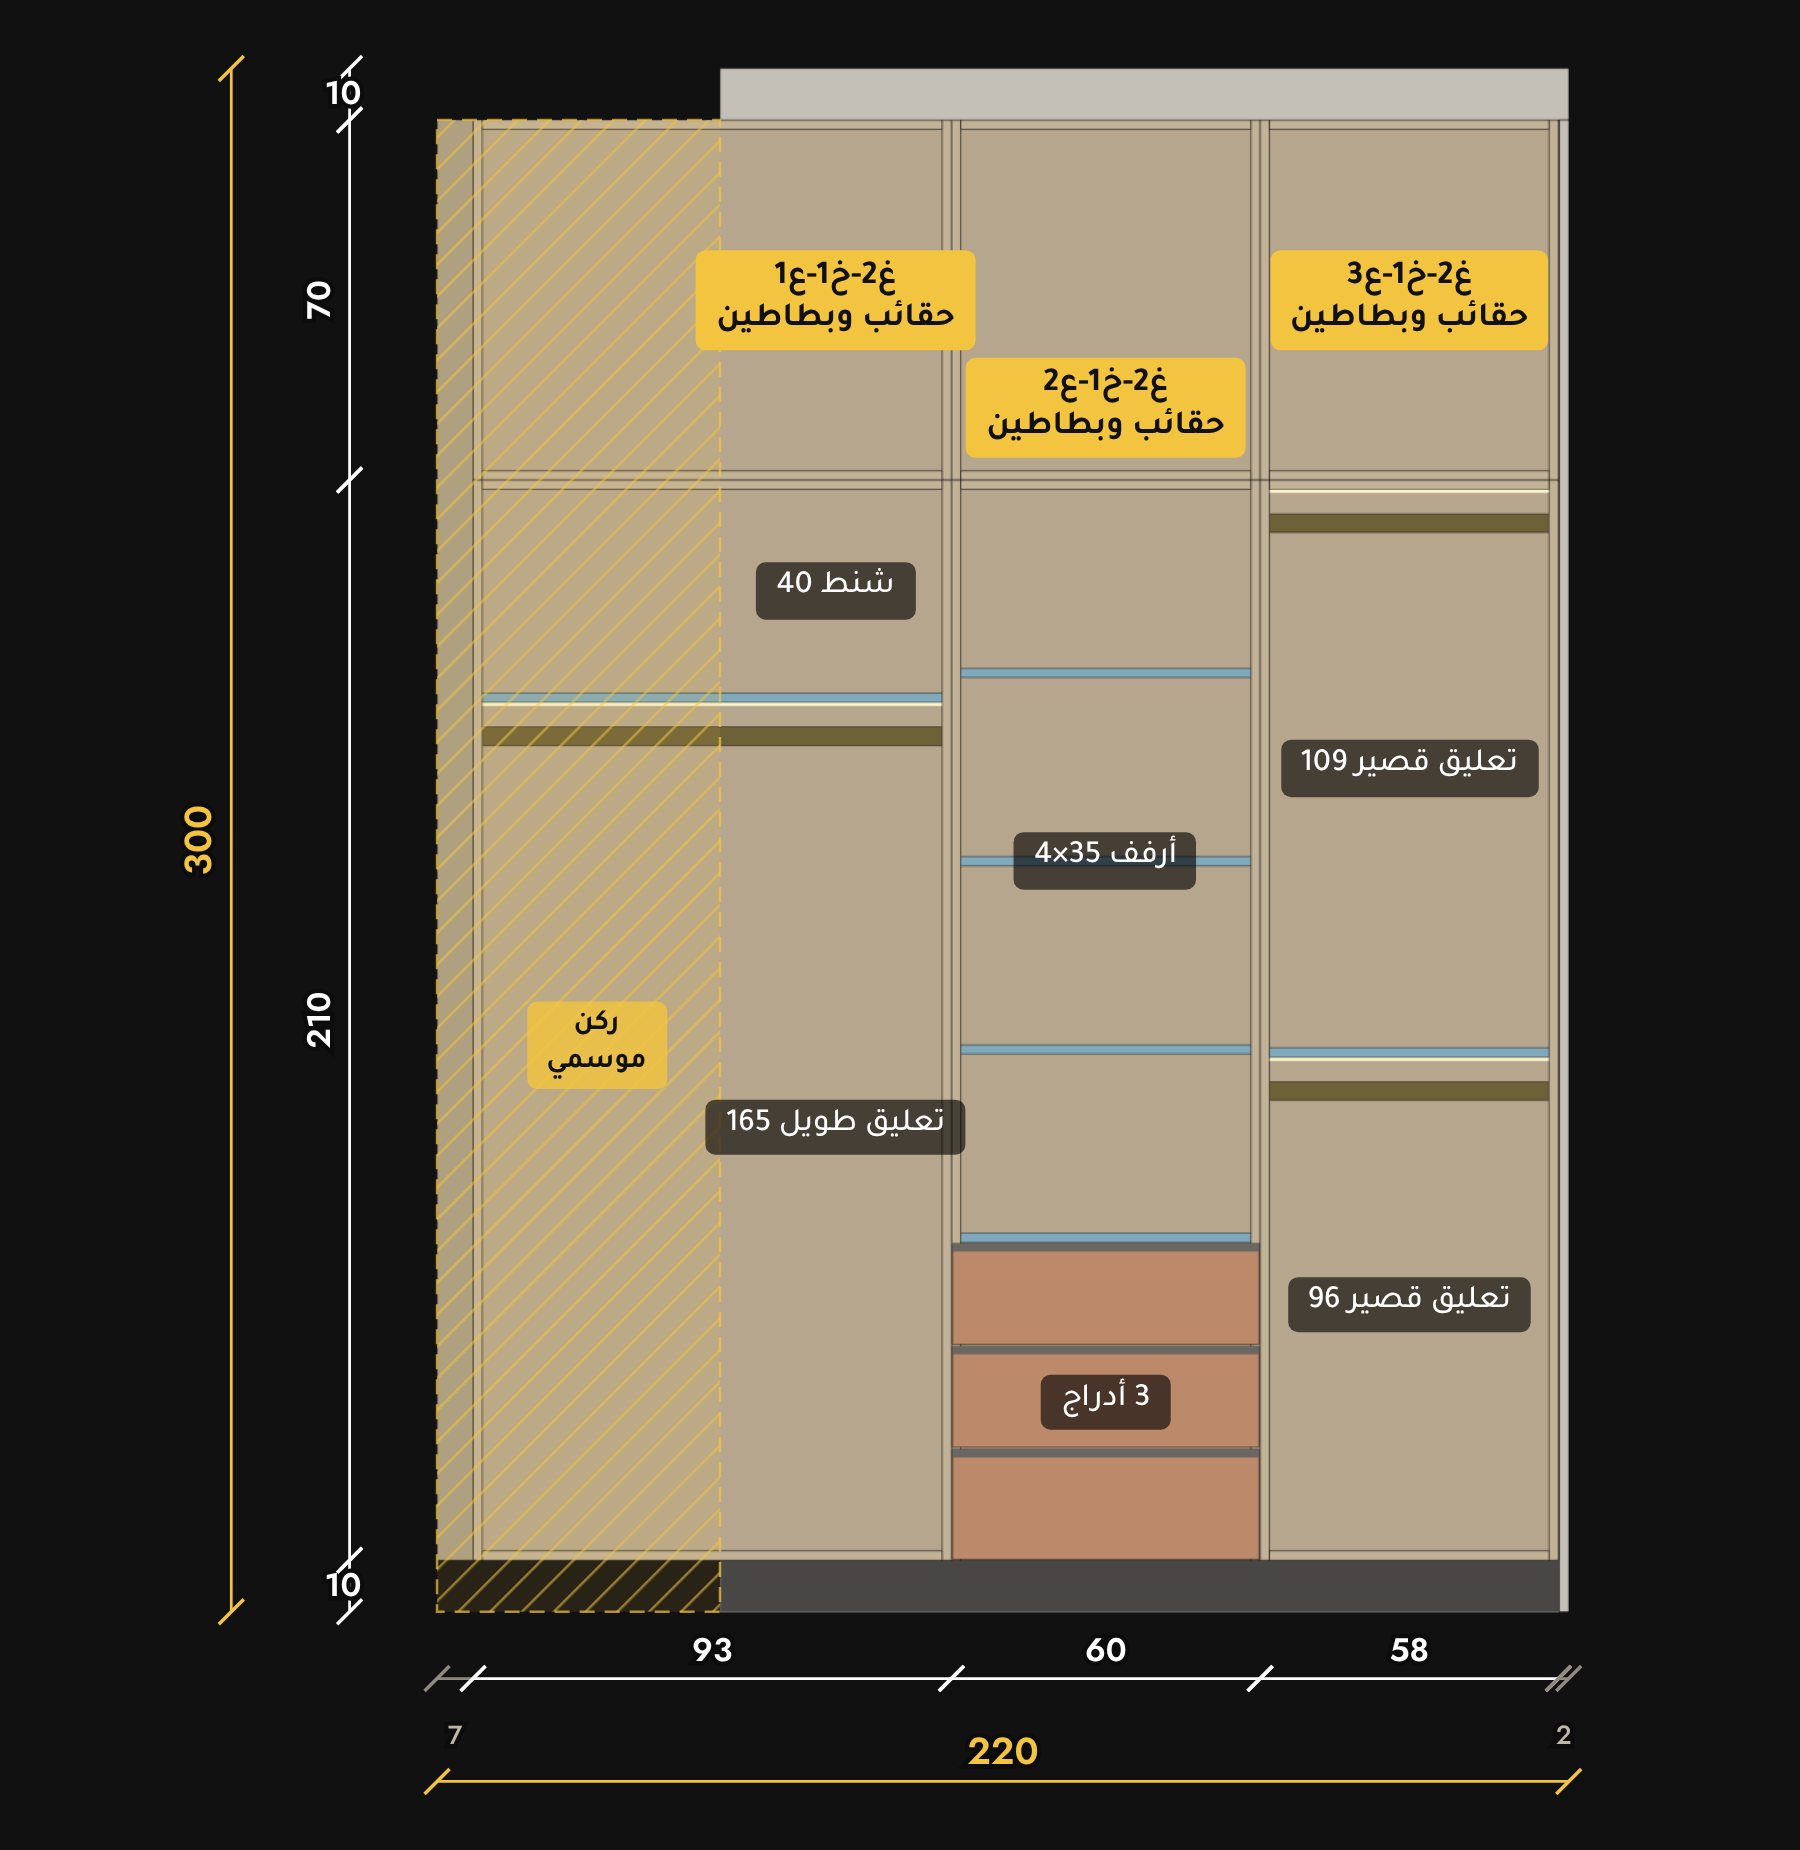 10
غ2-خ1-ع3
حقائب وبطاطين
غ2-خ1-ع1
حقائب وبطاطين
70
غ2-خ1-ع2
حقائب وبطاطين
شنط 40
تعليق قصير 109
300
أرفف 35×4
210
ركن
موسمي
تعليق طويل 165
تعليق قصير 96
3 أدراج
10
93
60
58
7
2
220